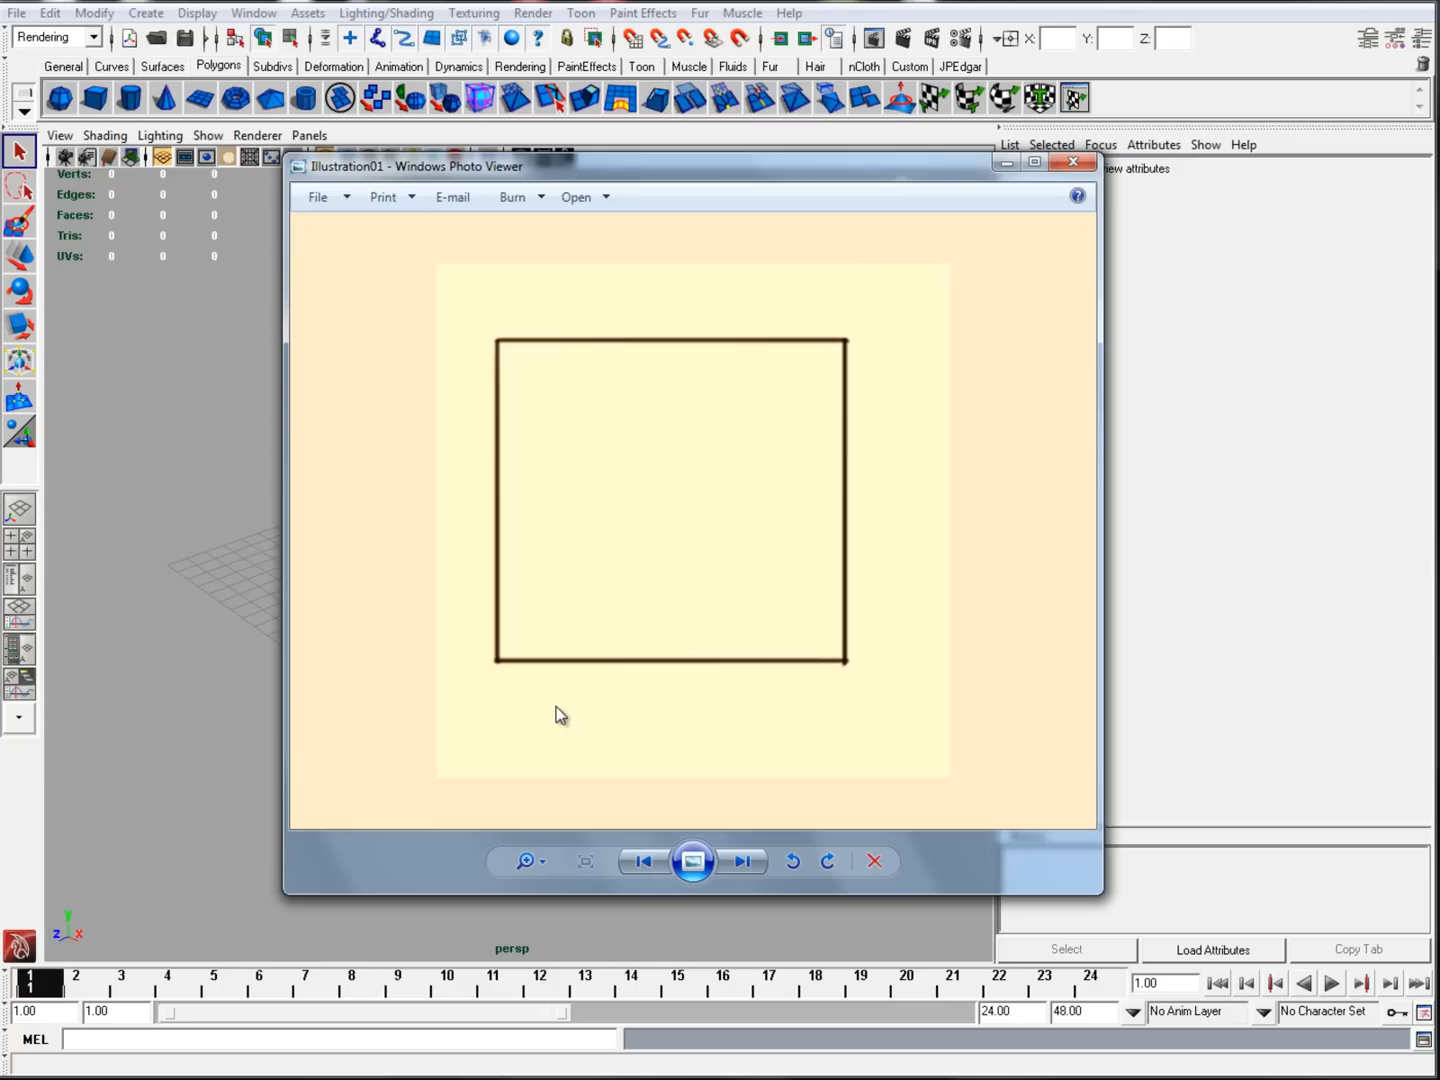 File Edit Modify Create Display Window Assets Lighting/Shading Texturing Render Toon Paint Effects Fur Muscle Help
Rendering X: Y: Z:
General Curves Surfaces Polygons Subdivs Deformation Animation Dynamics Rendering PaintEffects Toon Muscle Fluids Fur Hair nCloth Custom JPEdgar
View Shading Lighting Show Renderer Panels
List Selected Focus Attributes Show Help
Illustration01 - Windows Photo Viewer
view attributes
Verts: 0 0 0
Edges: 0 0 0
Faces: 0 0 0
Tris: 0 0 0
UVs: 0 0 0
File Print E-mail Burn Open
persp
Y
Z X
Select Load Attributes Copy Tab
1 2 3 4 5 6 7 8 9 10 11 12 13 14 15 16 17 18 19 20 21 22 23 24
1 1.00
1.00 1.00 24.00 48.00 No Anim Layer No Character Set
MEL